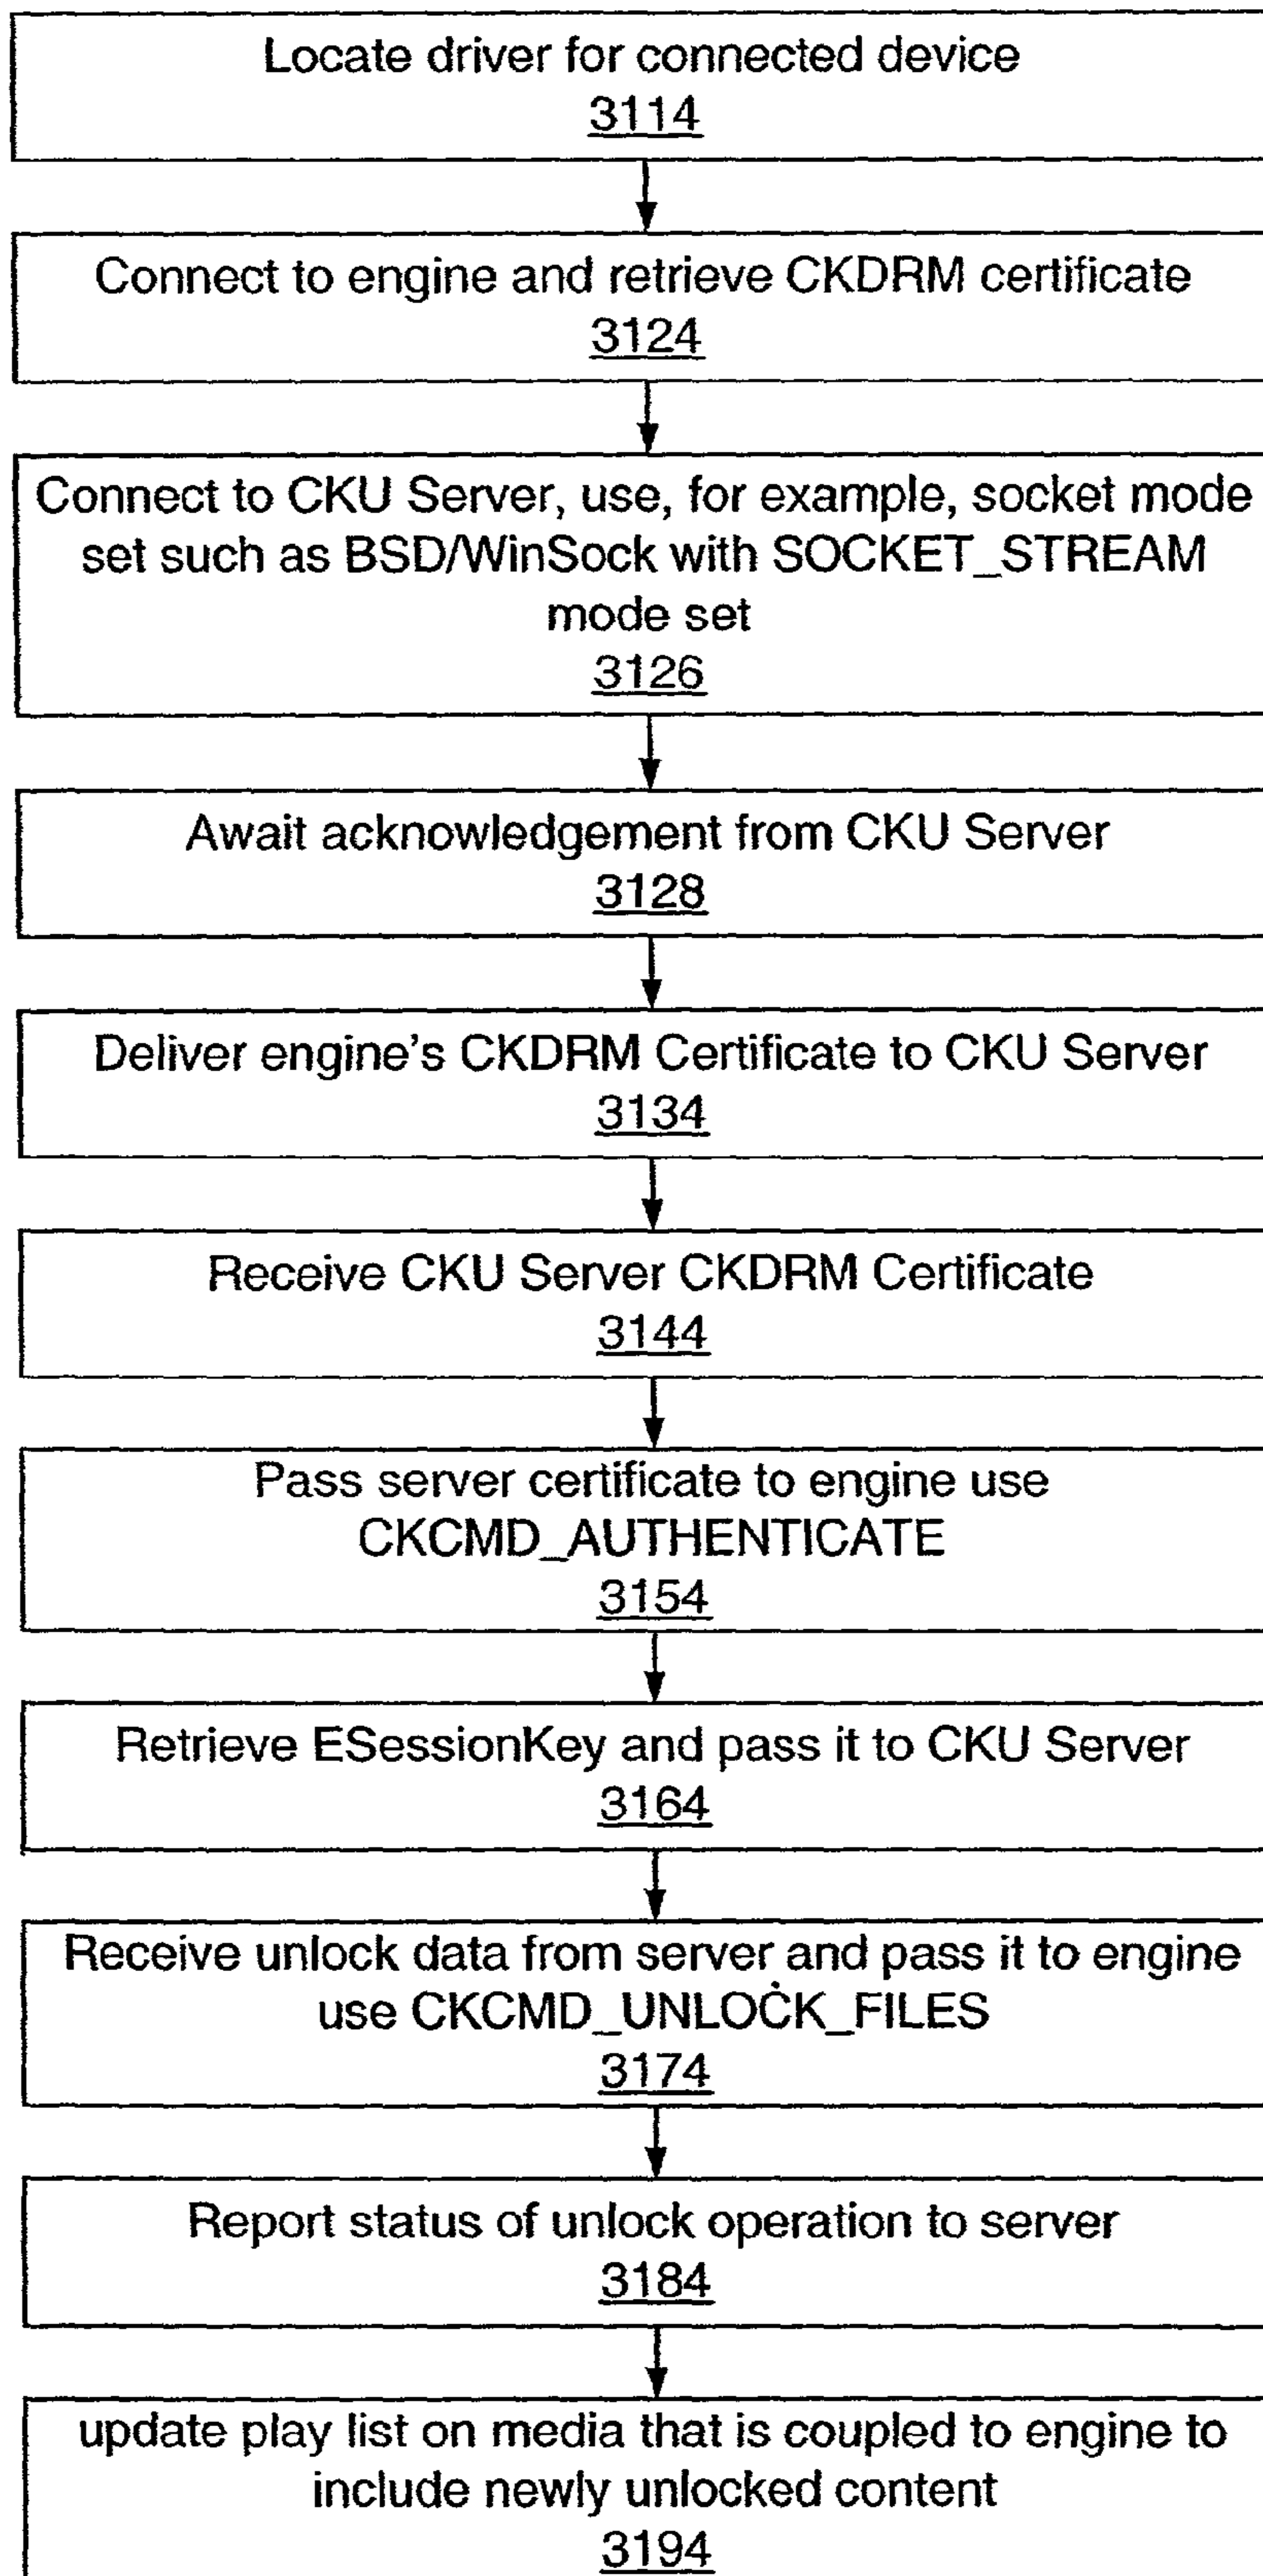 Locate driver for connected device
3114
Connect to engine and retrieve CKDRM certificate
3124
Connect to CKU Server, use, for example, socket mode
set such as BSD/WinSock with SOCKET_STREAM
mode set
3126
Await acknowledgement from CKU Server
3128
Deliver engine's CKDRM Certificate to CKU Server
3134
Receive CKU Server CKDRM Certificate
3144
Pass server certificate to engine use
CKCMD_AUTHENTICATE
3154
Retrieve ESessionKey and pass it to CKU Server
3164
Receive unlock data from server and pass it to engine
use CKCMD_UNLOCK_FILES
3174
Report status of unlock operation to server
3184
update play list on media that is coupled to engine to
include newly unlocked content
3194